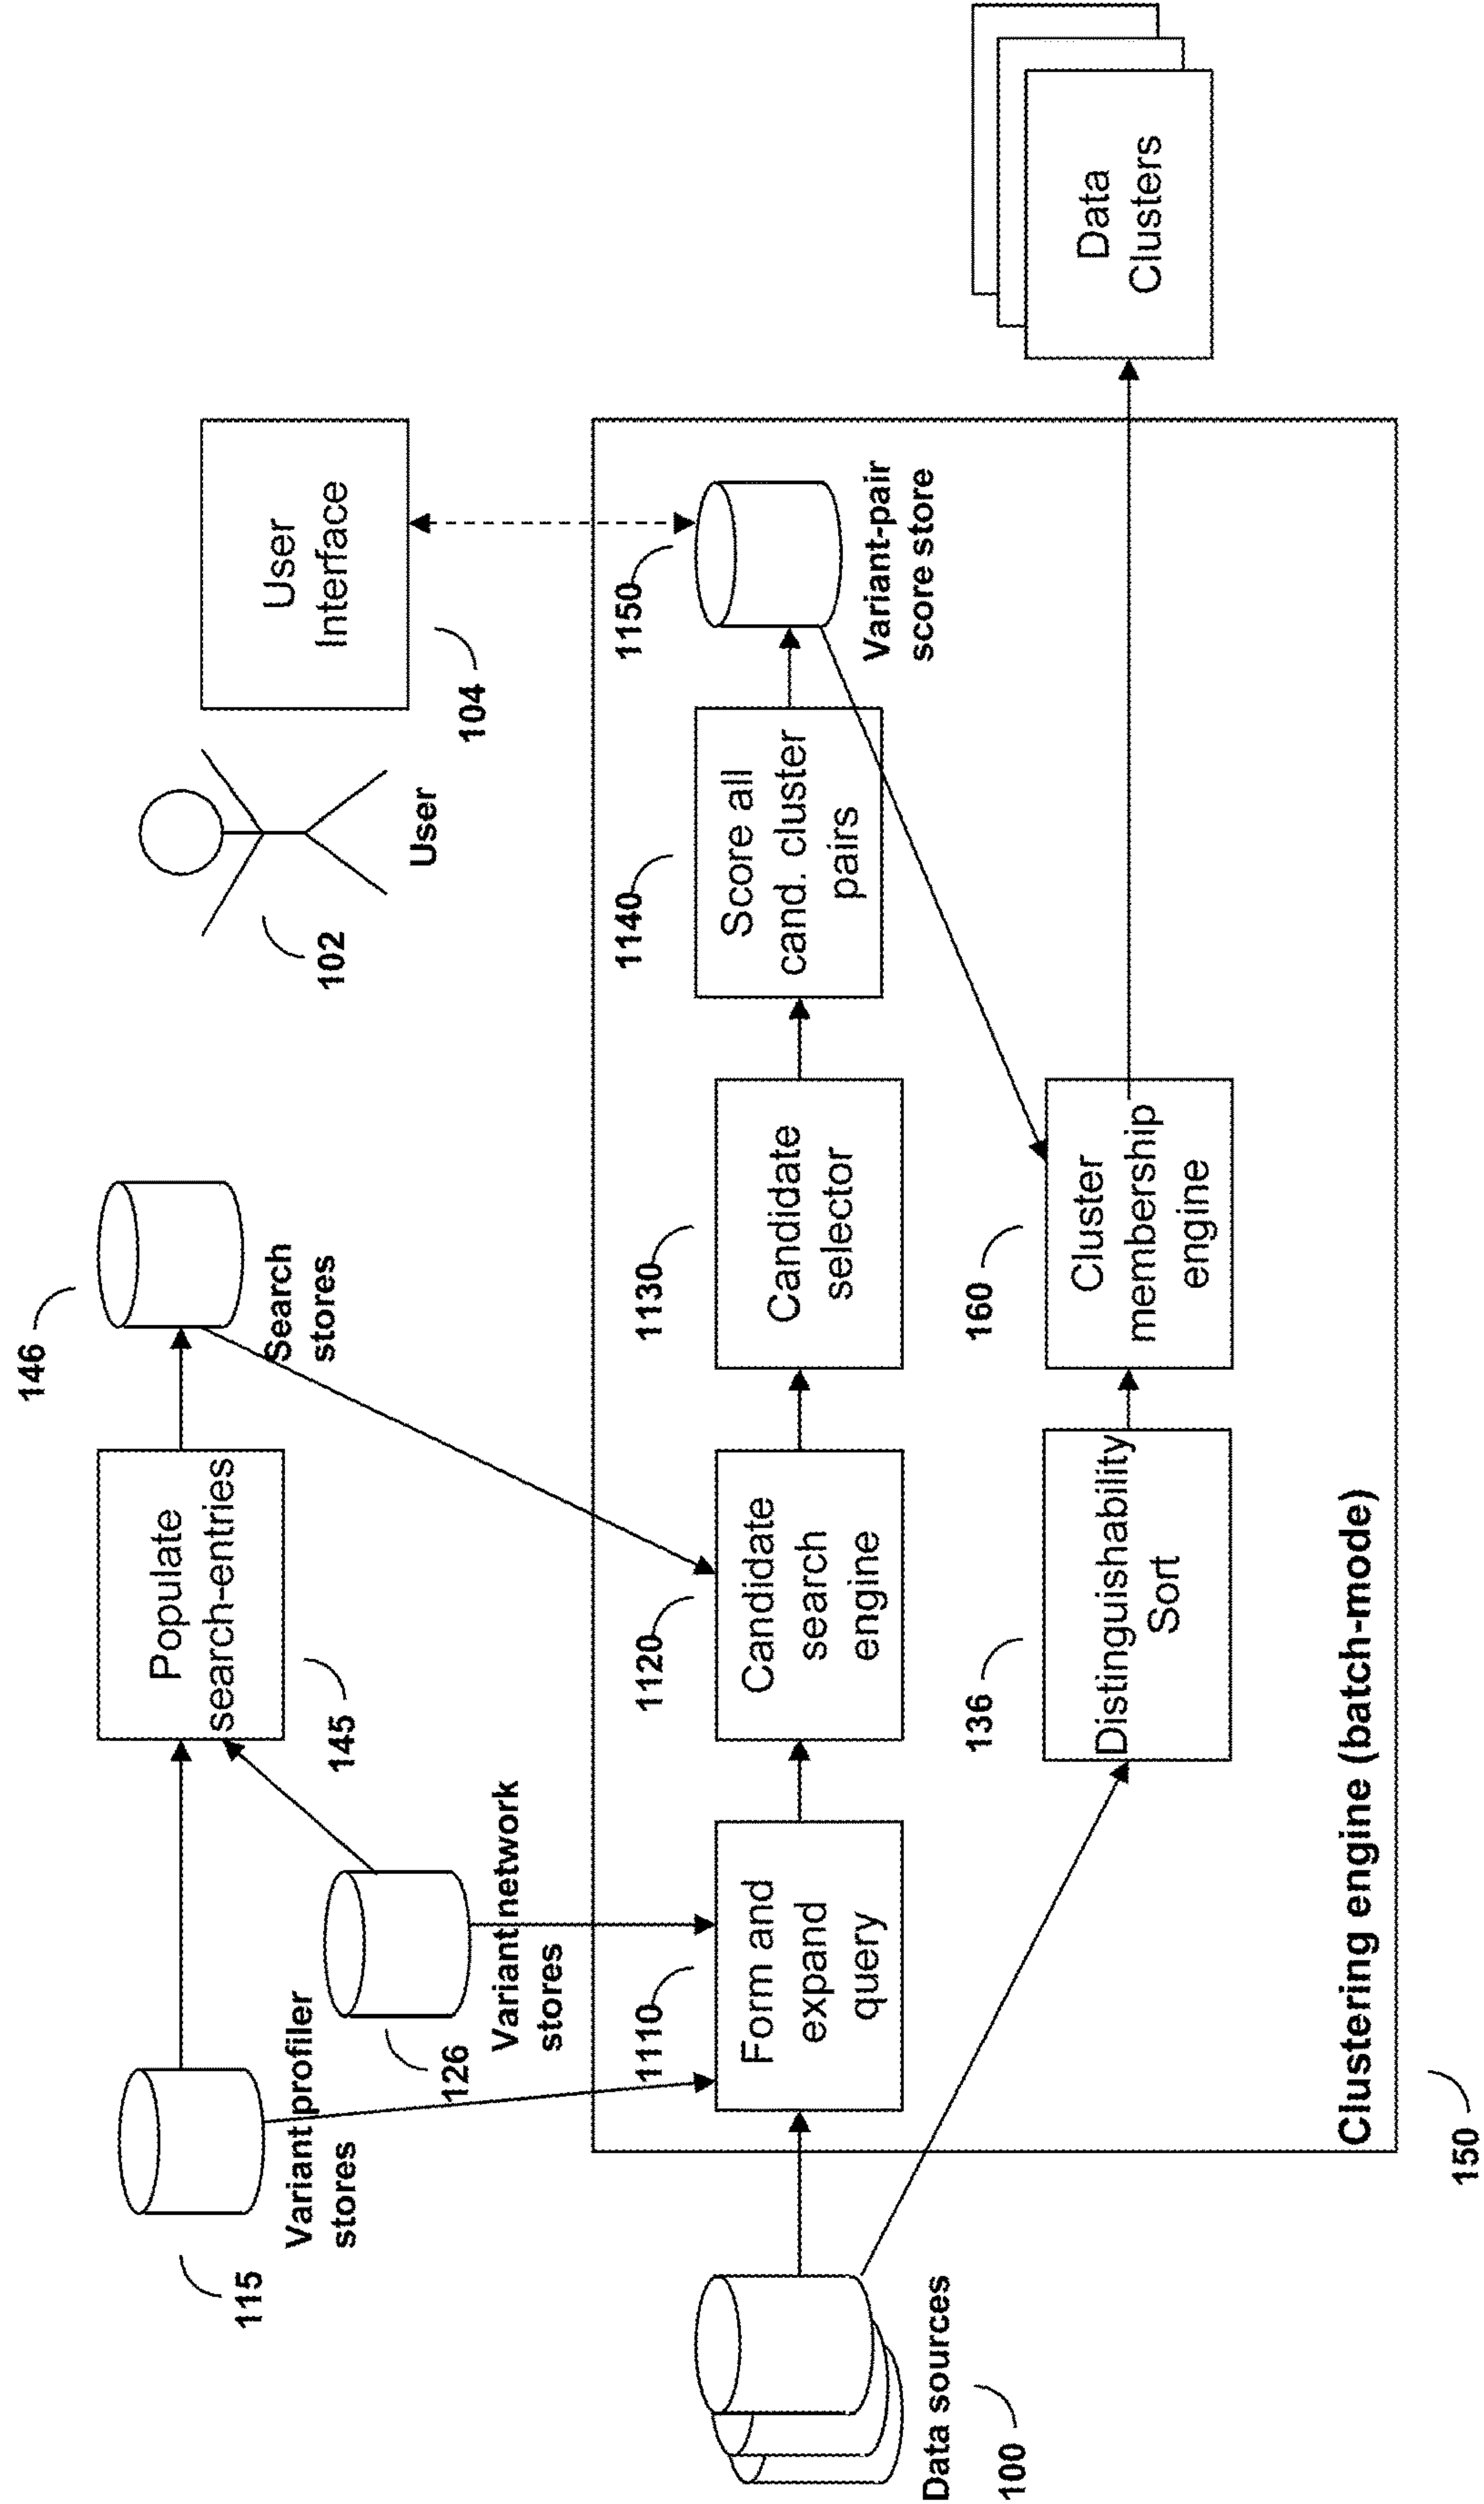 146
Populate
search-entries
145
Search
stores
115
Variant profiler
stores
126
Variant network
stores
102
User
User
Interface
104
1110
Form and
expand
query
1120
Candidate
search
engine
1130
Candidate
selector
1140
Score all
cand. cluster
pairs
1150
Variant-pair
score store
Data sources
100
136
Distinguishability
Sort
160
Cluster
membership
engine
Data
Clusters
Clustering engine (batch-mode)
150